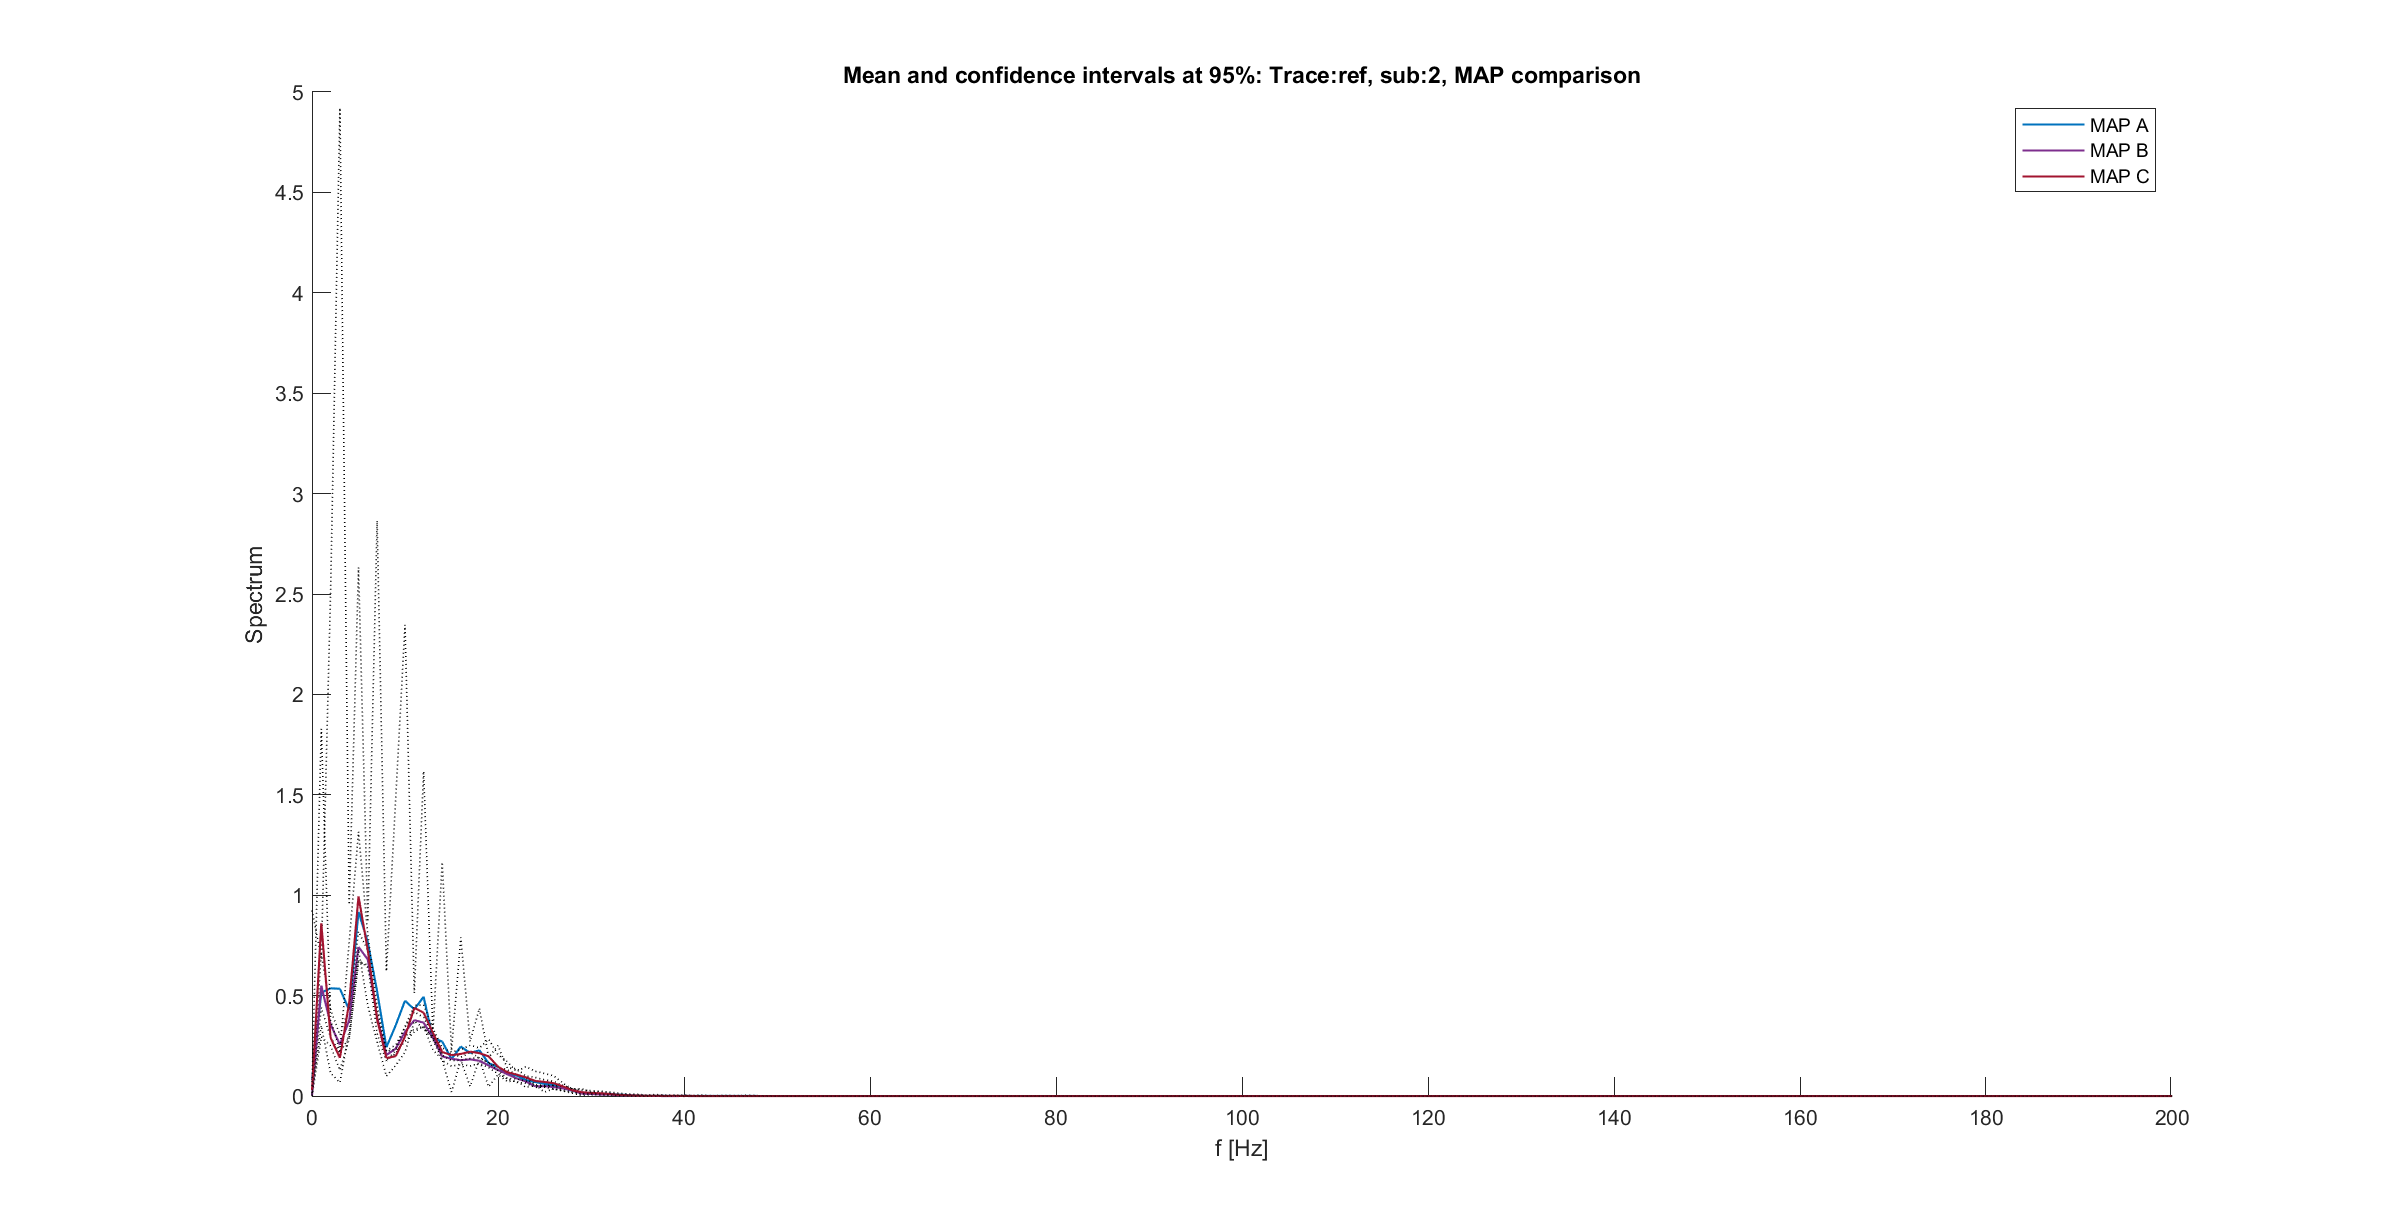 Mean and confidence intervals at 95%: Trace:ref, sub:2, MAP comparison
MAP A
MAP B
MAP C
5
4.5
4
3.5
3
2.5
2
1.5
1
0.5
0
Spectrum
0 20 40 60 80 100 120 140 160 180 200
f [Hz]